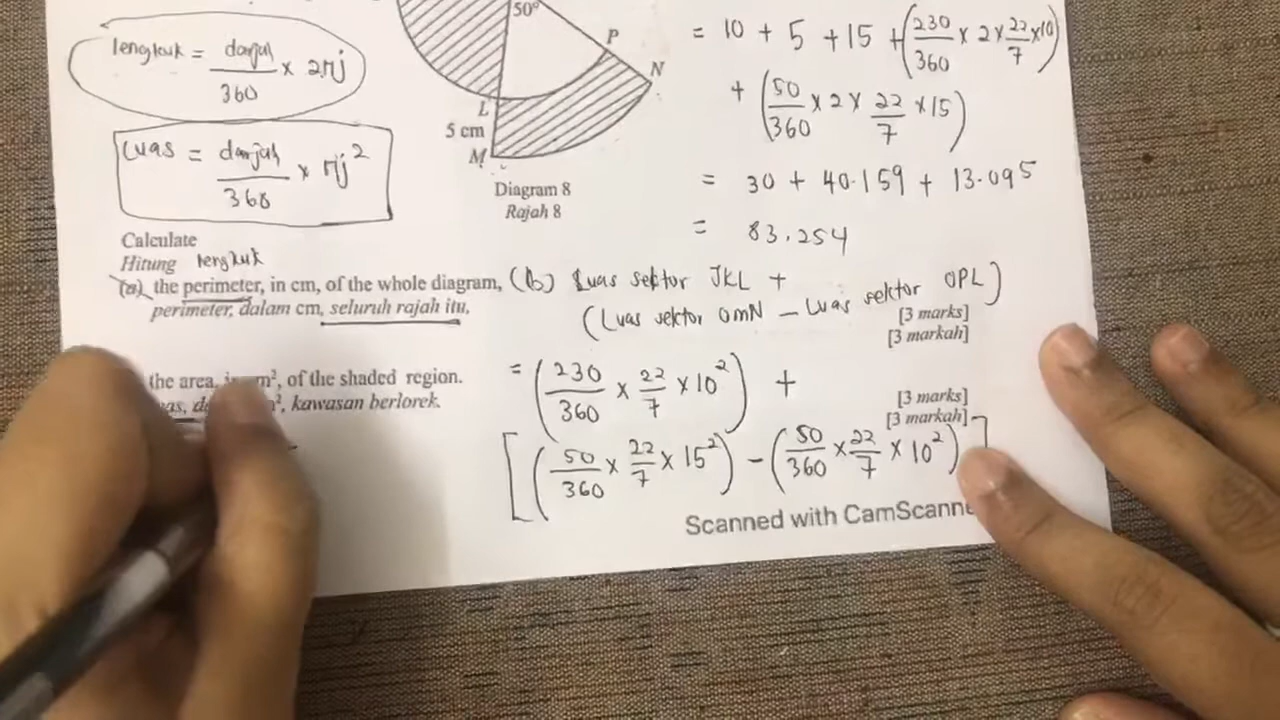 lengkuk = darjah/360 × 2πj
Luas = darjah/360 × πj²
50°
P
N
L
5 cm
M
Diagram 8
Rajah 8
Calculate
Hitung lengkuk
(a) the perimeter, in cm, of the whole diagram,
perimeter, dalam cm, seluruh rajah itu,
[3 marks]
[3 markah]
the area, m², of the shaded region.
kawasan berlorek.
[3 marks]
[3 markah]
= 10 + 5 + 15 + (230/360 × 2 × 22/7 × 10)
+ (50/360 × 2 × 22/7 × 15)
= 30 + 40.159 + 13.095
= 83.254
(b) Luas sektor JKL +
(Luas sektor OMN – Luas sektor OPL)
= (230/360 × 22/7 × 10²) +
[(50/360 × 22/7 × 15²) – (50/360 × 22/7 × 10²)]
Scanned with CamScanne